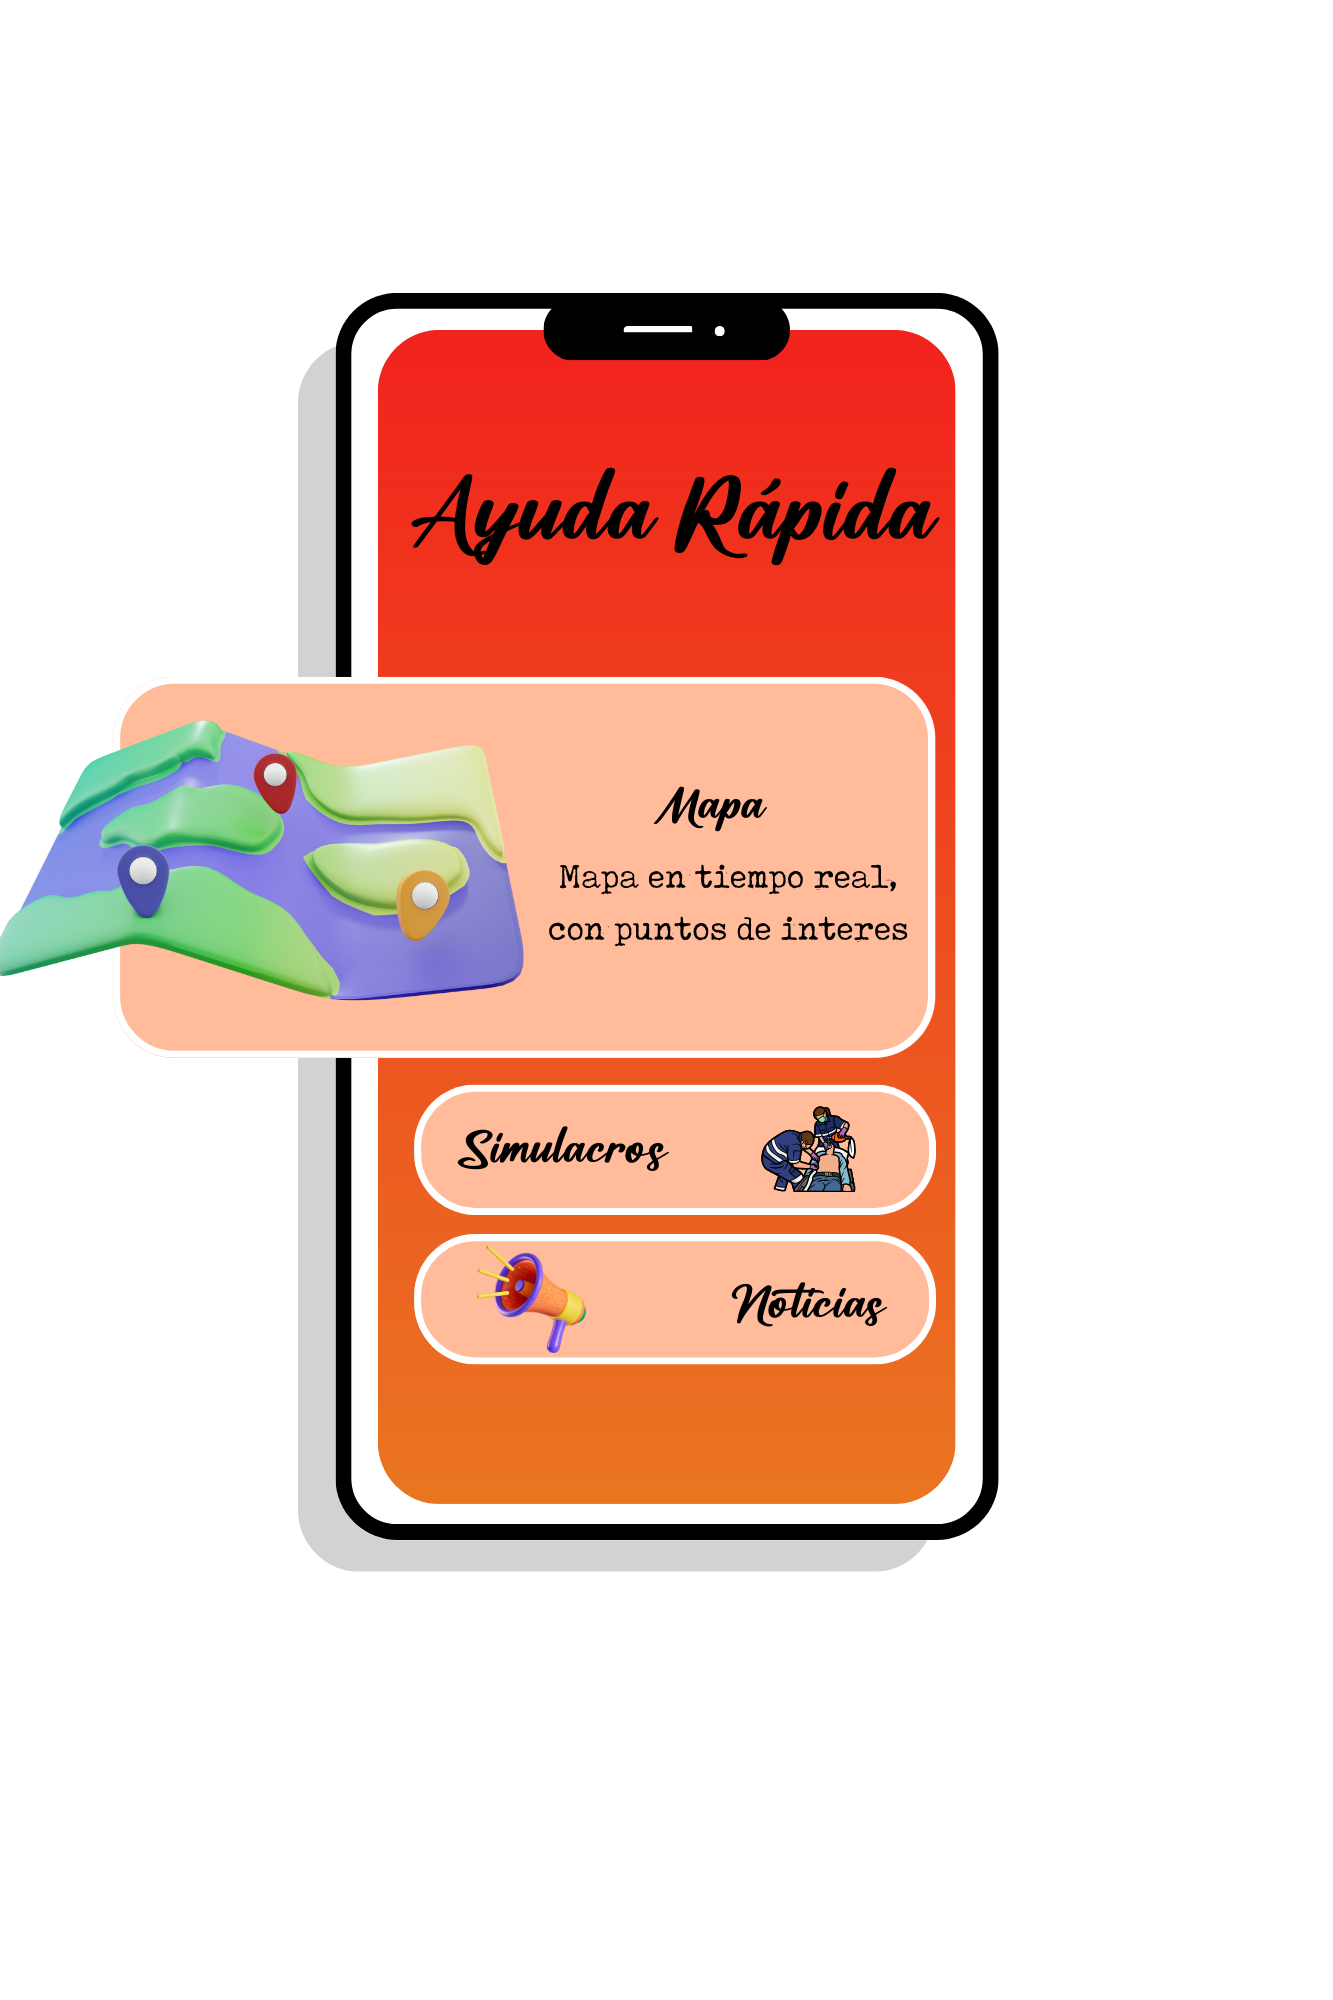 Ayuda Rápida
Mapa
Mapa en tiempo real,
con puntos de interes
Simulacros
Noticias